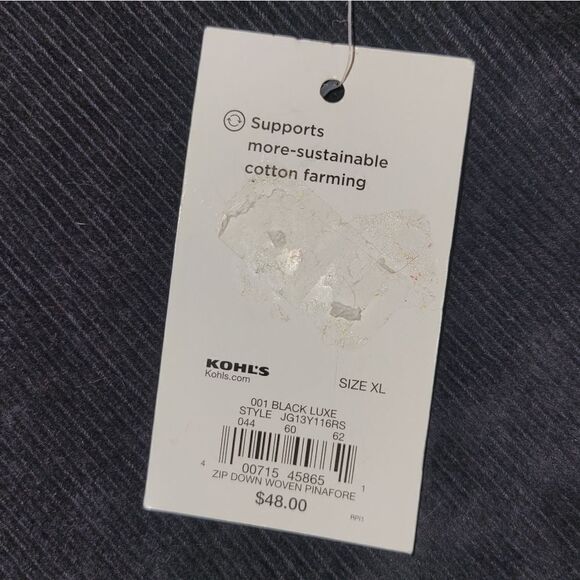 Supports
more-sustainable
cotton farming
KOHL'S
Kohls.com
SIZE XL
001 BLACK LUXE
STYLE JG13Y116RS
044 60 62
4 00715 45865 1
ZIP DOWN WOVEN PINAFORE
$48.00
RPI1